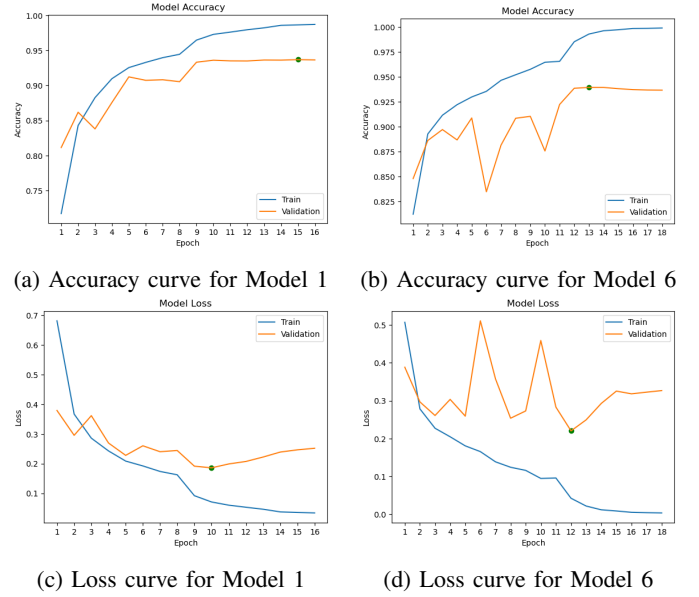 Model Accuracy
1.00
0.95
0.90
0.85
0.80
0.75
Accuracy
Train
Validation
1 2 3 4 5 6 7 8 9 10 11 12 13 14 15 16
Epoch
(a) Accuracy curve for Model 1
Model Accuracy
1.000
0.975
0.950
0.925
0.900
0.875
0.850
0.825
Accuracy
Train
Validation
1 2 3 4 5 6 7 8 9 10 11 12 13 14 15 16 17 18
Epoch
(b) Accuracy curve for Model 6
Model Loss
0.7
0.6
0.5
0.4
0.3
0.2
0.1
Loss
Train
Validation
1 2 3 4 5 6 7 8 9 10 11 12 13 14 15 16
Epoch
(c) Loss curve for Model 1
Model Loss
0.5
0.4
0.3
0.2
0.1
0.0
Loss
Train
Validation
1 2 3 4 5 6 7 8 9 10 11 12 13 14 15 16 17 18
Epoch
(d) Loss curve for Model 6